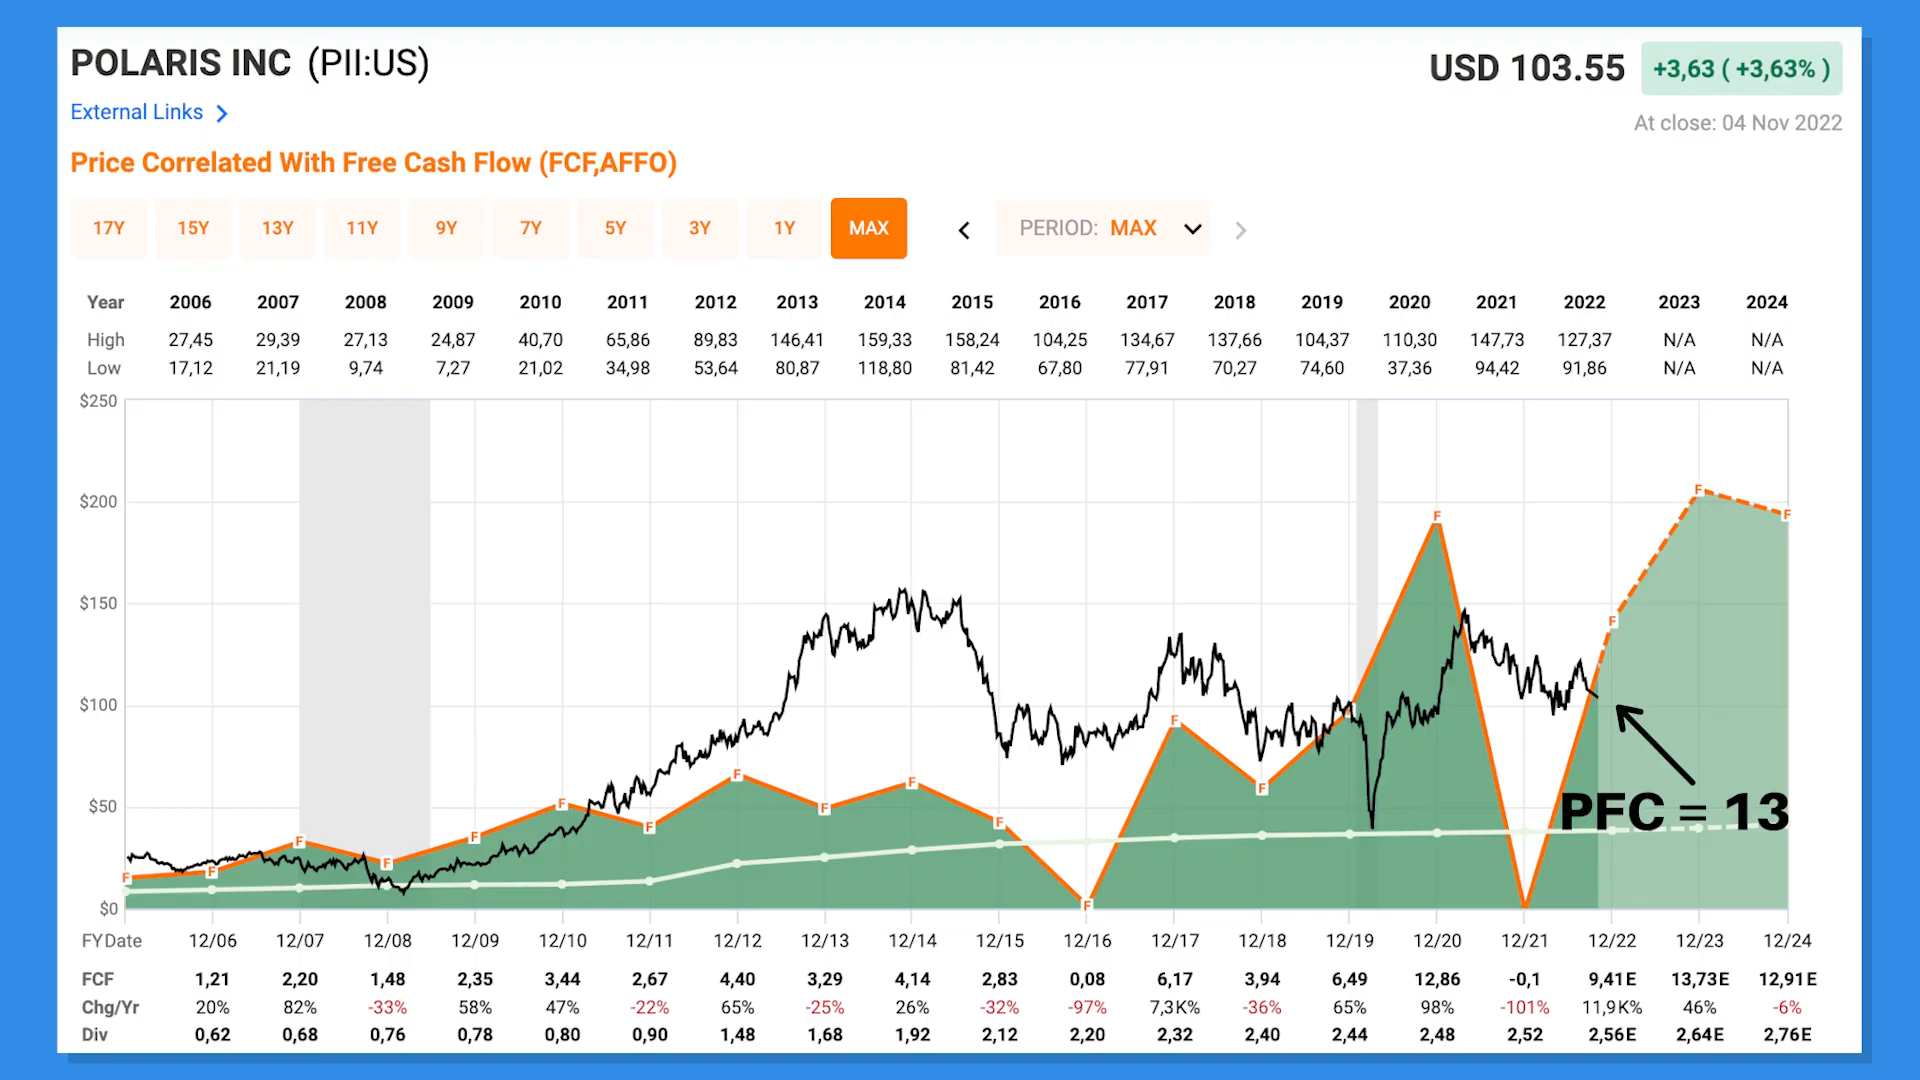 POLARIS INC (PII:US)
USD 103.55 +3,63 ( +3,63% )
External Links
At close: 04 Nov 2022
Price Correlated With Free Cash Flow (FCF,AFFO)
17Y 15Y 13Y 11Y 9Y 7Y 5Y 3Y 1Y MAX PERIOD: MAX
Year 2006 2007 2008 2009 2010 2011 2012 2013 2014 2015 2016 2017 2018 2019 2020 2021 2022 2023 2024
High 27,45 29,39 27,13 24,87 40,70 65,86 89,83 146,41 159,33 158,24 104,25 134,67 137,66 104,37 110,30 147,73 127,37 N/A N/A
Low 17,12 21,19 9,74 7,27 21,02 34,98 53,64 80,87 118,80 81,42 67,80 77,91 70,27 74,60 37,36 94,42 91,86 N/A N/A
$250
$200
$150
$100
$50
$0
F F F F F F F F F F F F F F F F F F
PFC = 13
FY Date 12/06 12/07 12/08 12/09 12/10 12/11 12/12 12/13 12/14 12/15 12/16 12/17 12/18 12/19 12/20 12/21 12/22 12/23 12/24
FCF 1,21 2,20 1,48 2,35 3,44 2,67 4,40 3,29 4,14 2,83 0,08 6,17 3,94 6,49 12,86 -0,1 9,41E 13,73E 12,91E
Chg/Yr 20% 82% -33% 58% 47% -22% 65% -25% 26% -32% -97% 7,3K% -36% 65% 98% -101% 11,9K% 46% -6%
Div 0,62 0,68 0,76 0,78 0,80 0,90 1,48 1,68 1,92 2,12 2,20 2,32 2,40 2,44 2,48 2,52 2,56E 2,64E 2,76E